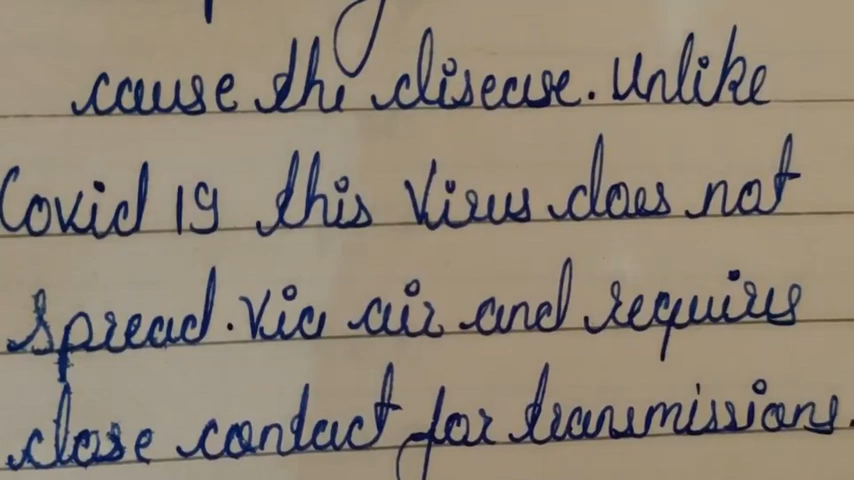 cause the disease. Unlike
Covid 19 this Virus does not
spread. Via air and requires
close contact for transmissions.